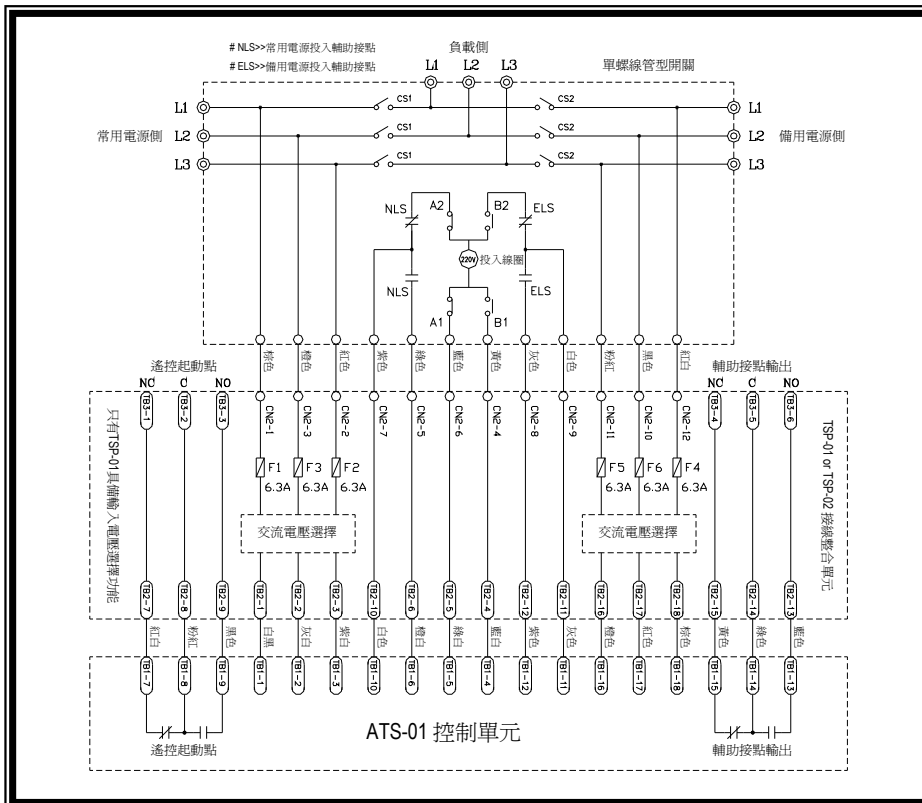 # NLS>>常用電源投入輔助接點
# ELS>>備用電源投入輔助接點
負載側
L1 L2 L3
單螺線管型開關
L1 CS1 CS2 L1
常用電源側 L2 CS1 CS2 L2 備用電源側
L3 CS1 CS2 L3
NLS A2 B2 ELS
220V 投入線圈
NLS ELS
A1 B1
棕色 橙色 紅色 紫色 綠色 藍色 黃色 灰色 白色 粉紅 黑色 紅白
遙控起動點 輔助接點輸出
NC C NO NC C NO
TB3-1 TB3-2 TB3-3 CN2-1 CN2-3 CN2-2 CN2-7 CN2-5 CN2-6 CN2-4 CN2-8 CN2-9 CN2-11 CN2-10 CN2-12 TB3-4 TB3-5 TB3-6
只有TSP-01具備輸入電壓選擇功能
TSP-01 or TSP-02 接線整合單元
F1 F3 F2 F5 F6 F4
6.3A 6.3A 6.3A 6.3A 6.3A 6.3A
交流電壓選擇 交流電壓選擇
TB2-7 TB2-8 TB2-9 TB2-1 TB2-2 TB2-3 TB2-10 TB2-6 TB2-5 TB2-4 TB2-12 TB2-11 TB2-16 TB2-17 TB2-18 TB2-15 TB2-14 TB2-13
紅白 粉紅 黑色 白黑 灰白 紫白 白色 橙白 綠白 藍白 紫色 灰色 橙色 紅色 棕色 黃色 綠色 藍色
TB1-7 TB1-8 TB1-9 TB1-1 TB1-2 TB1-3 TB1-10 TB1-6 TB1-5 TB1-4 TB1-12 TB1-11 TB1-16 TB1-17 TB1-18 TB1-15 TB1-14 TB1-13
ATS-01 控制單元
遙控起動點 輔助接點輸出